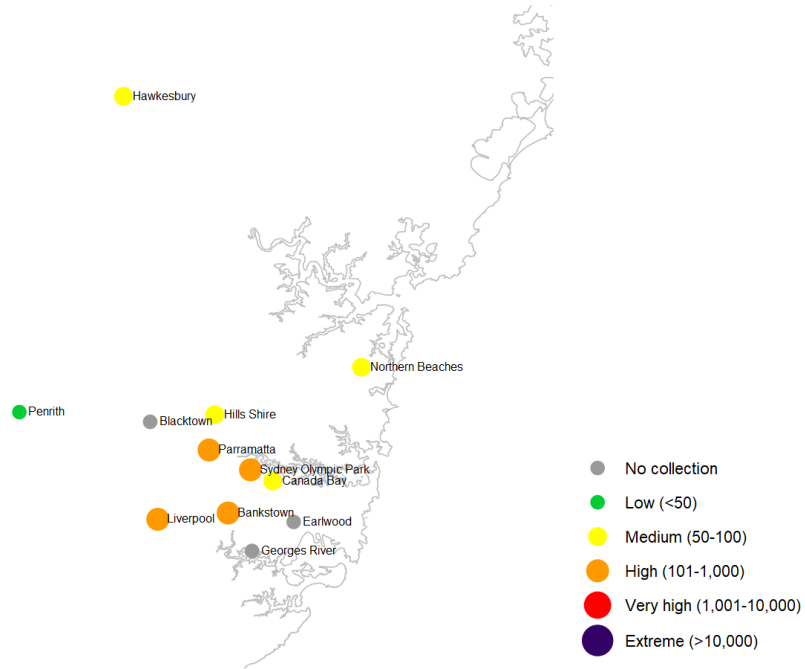 Hawkesbury
Northern Beaches
Penrith
Hills Shire
Blacktown
Parramatta
Sydney Olympic Park
Canada Bay
Bankstown
Liverpool
Earlwood
Georges River
No collection
Low (<50)
Medium (50-100)
High (101-1,000)
Very high (1,001-10,000)
Extreme (>10,000)